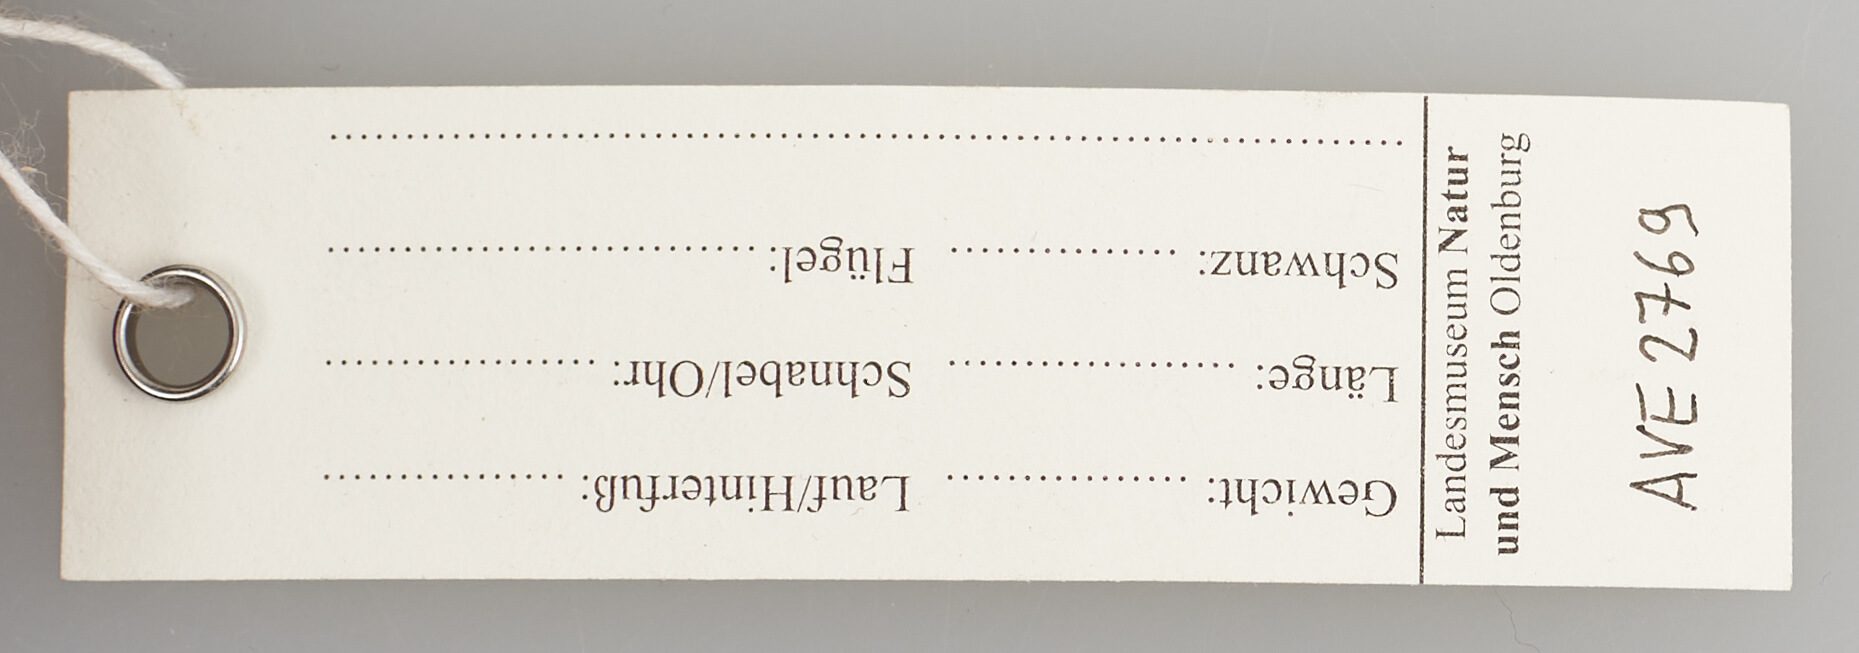 Landesmuseum Natur
und Mensch Oldenburg
AVE 2769
Gewicht: ................ Lauf/Hinterfuß: ................
Länge: ................... Schnabel/Ohr: ..................
Schwanz: ............... Flügel: .............................
.......................................................................